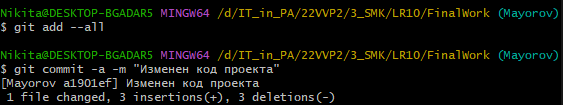 Nikita@DESKTOP-BGADAR5 MINGW64 /d/IT_in_PA/22VVP2/3_SMK/LR10/FinalWork (Mayorov)
$ git add --all
Nikita@DESKTOP-BGADAR5 MINGW64 /d/IT_in_PA/22VVP2/3_SMK/LR10/FinalWork (Mayorov)
$ git commit -a -m "Изменен код проекта"
[Mayorov a1901ef] Изменен код проекта
1 file changed, 3 insertions(+), 3 deletions(-)